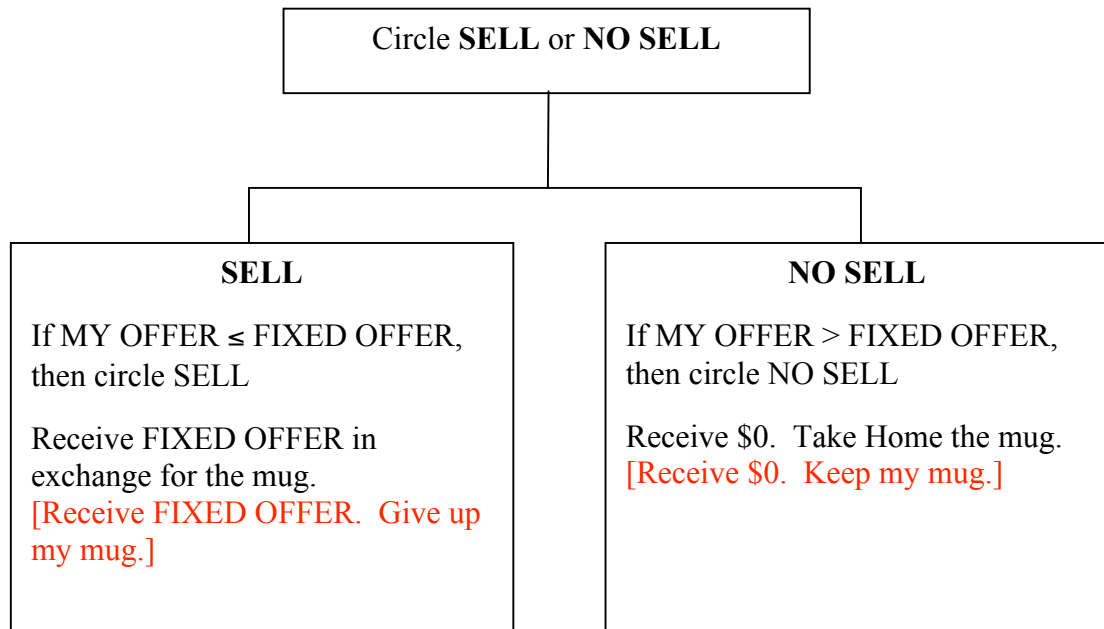 Circle SELL or NO SELL
SELL
If MY OFFER ≤ FIXED OFFER,
then circle SELL
Receive FIXED OFFER in
exchange for the mug.
[Receive FIXED OFFER.  Give up
my mug.]
NO SELL
If MY OFFER > FIXED OFFER,
then circle NO SELL
Receive $0.  Take Home the mug.
[Receive $0.  Keep my mug.]